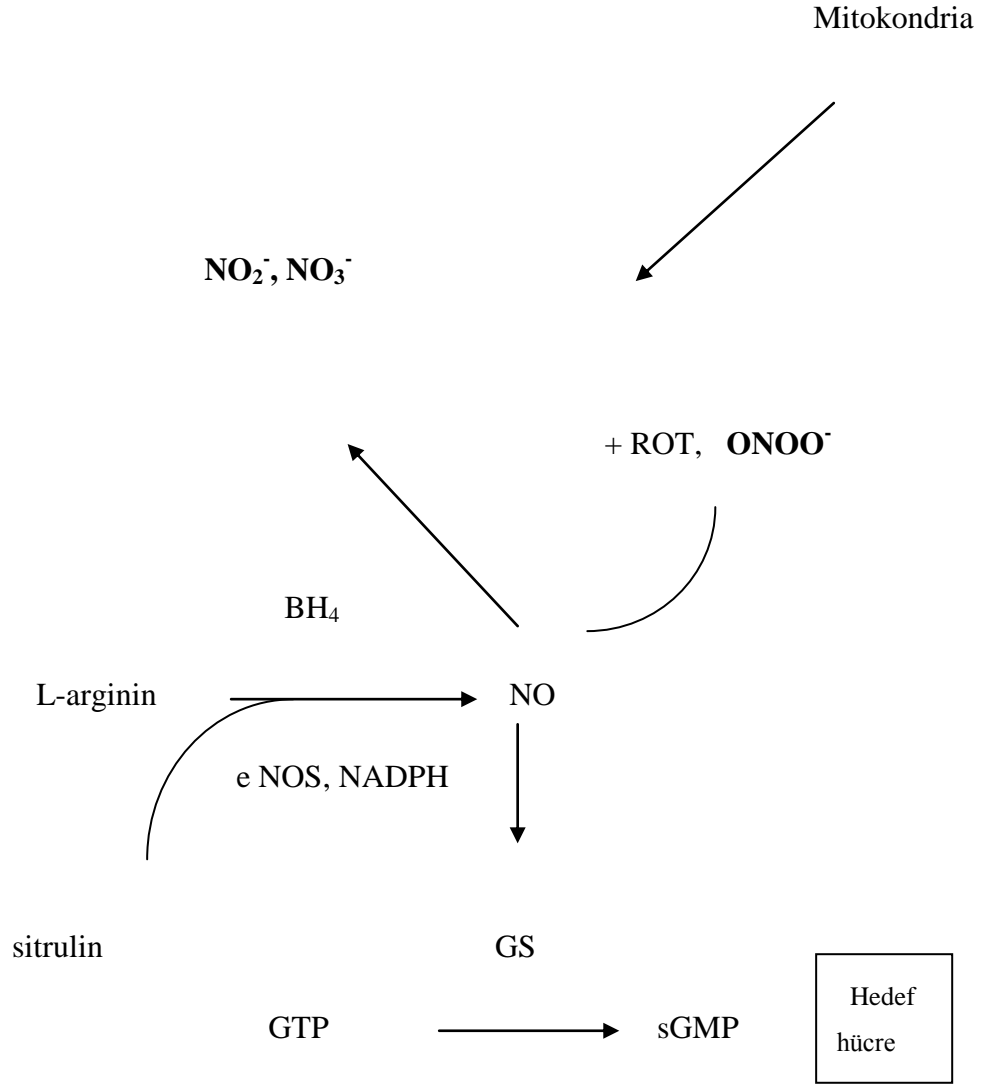 Mitokondria
NO₂⁻, NO₃⁻
+ ROT, ONOO⁻
BH₄
L-arginin NO
e NOS, NADPH
sitrulin GS
GTP sGMP
Hedef
hücre